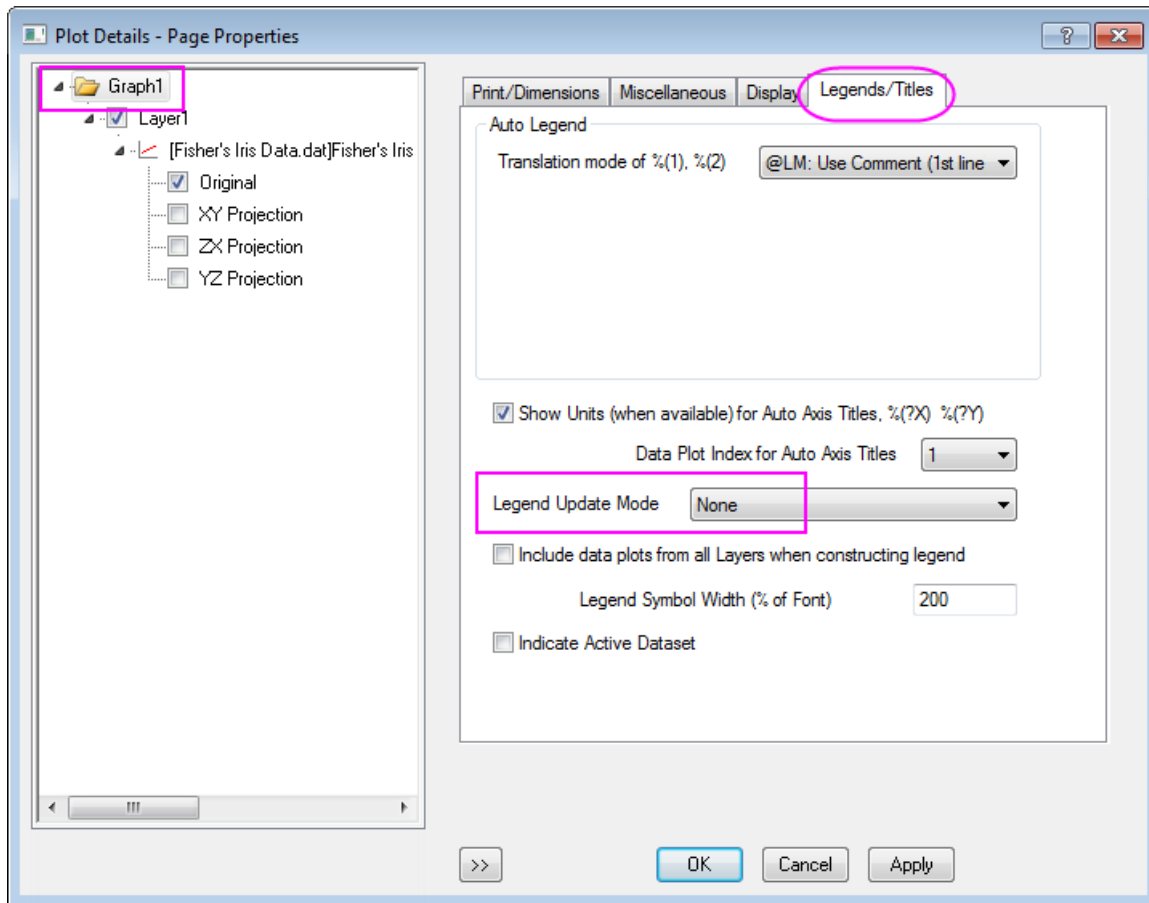 Plot Details - Page Properties
Graph1
Layer1
[Fisher's Iris Data.dat]Fisher's Iris
Original
XY Projection
ZX Projection
YZ Projection
Print/Dimensions Miscellaneous Display Legends/Titles
Auto Legend
Translation mode of %(1), %(2) @LM: Use Comment (1st line
Show Units (when available) for Auto Axis Titles, %(?X) %(?Y)
Data Plot Index for Auto Axis Titles 1
Legend Update Mode None
Include data plots from all Layers when constructing legend
Legend Symbol Width (% of Font) 200
Indicate Active Dataset
>> OK Cancel Apply